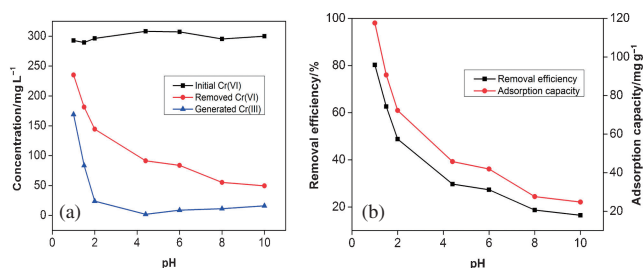 Concentration/mg L⁻¹
300
250
200
150
100
50
0
Initial Cr(VI)
Removed Cr(VI)
Generated Cr(III)
(a)
0 2 4 6 8 10
pH
Removal efficiency/%
100
80
60
40
20
Removal efficiency
Adsorption capacity
(b)
0 2 4 6 8 10
pH
120
100
80
60
40
20
Adsorption capacity/mg g⁻¹